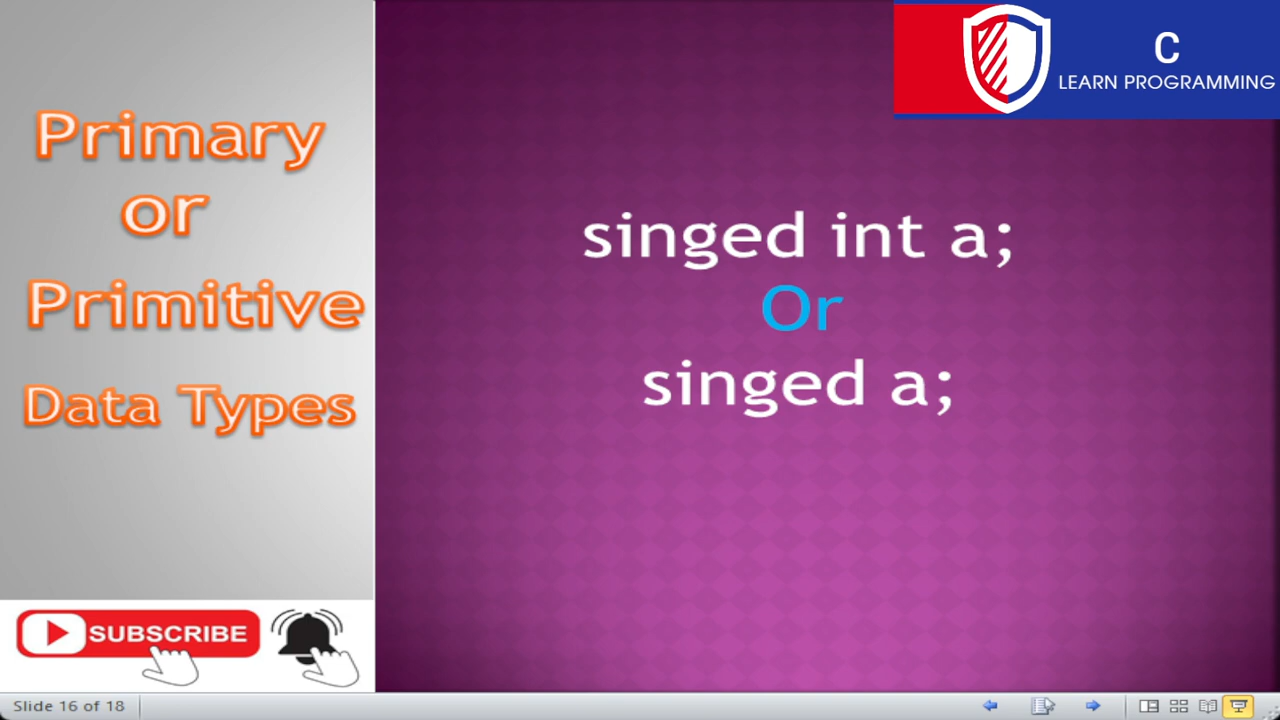 Primary
or
Primitive
Data Types
SUBSCRIBE
C
LEARN PROGRAMMING
singed int a;
Or
singed a;
Slide 16 of 18